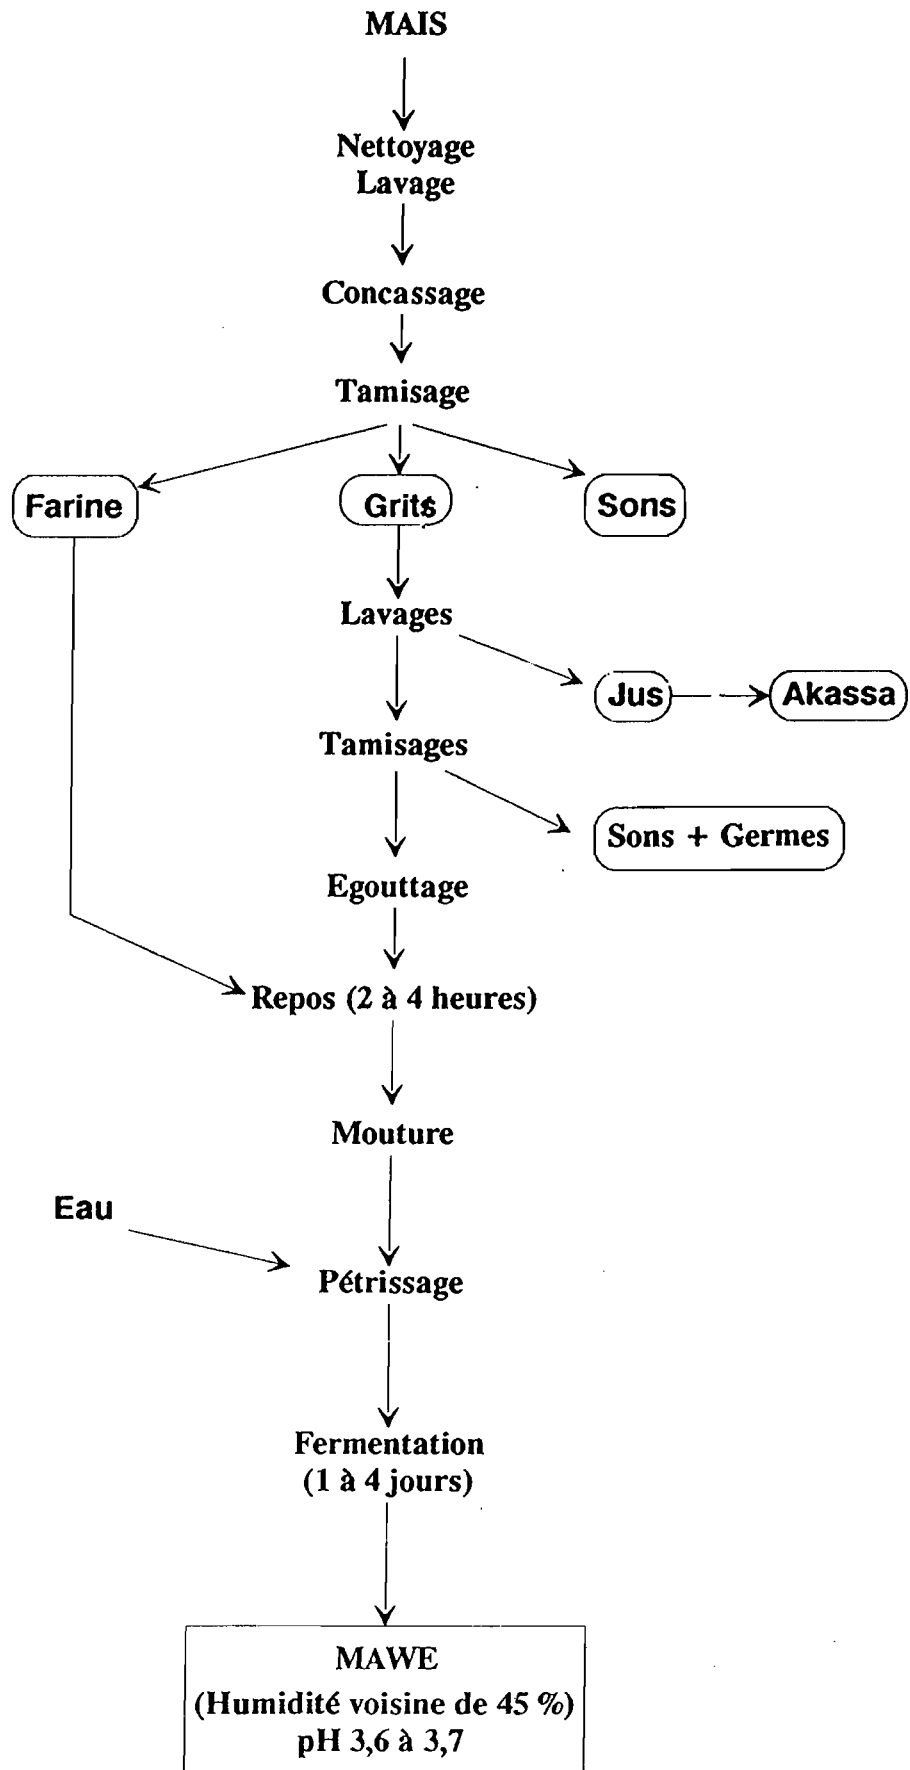 MAIS
Nettoyage
Lavage
Concassage
Tamisage
Farine
Grits
Sons
Lavages
Jus
Akassa
Tamisages
Sons + Germes
Egouttage
Repos (2 à 4 heures)
Mouture
Eau
Pétrissage
Fermentation
(1 à 4 jours)
MAWE
(Humidité voisine de 45 %)
pH 3,6 à 3,7